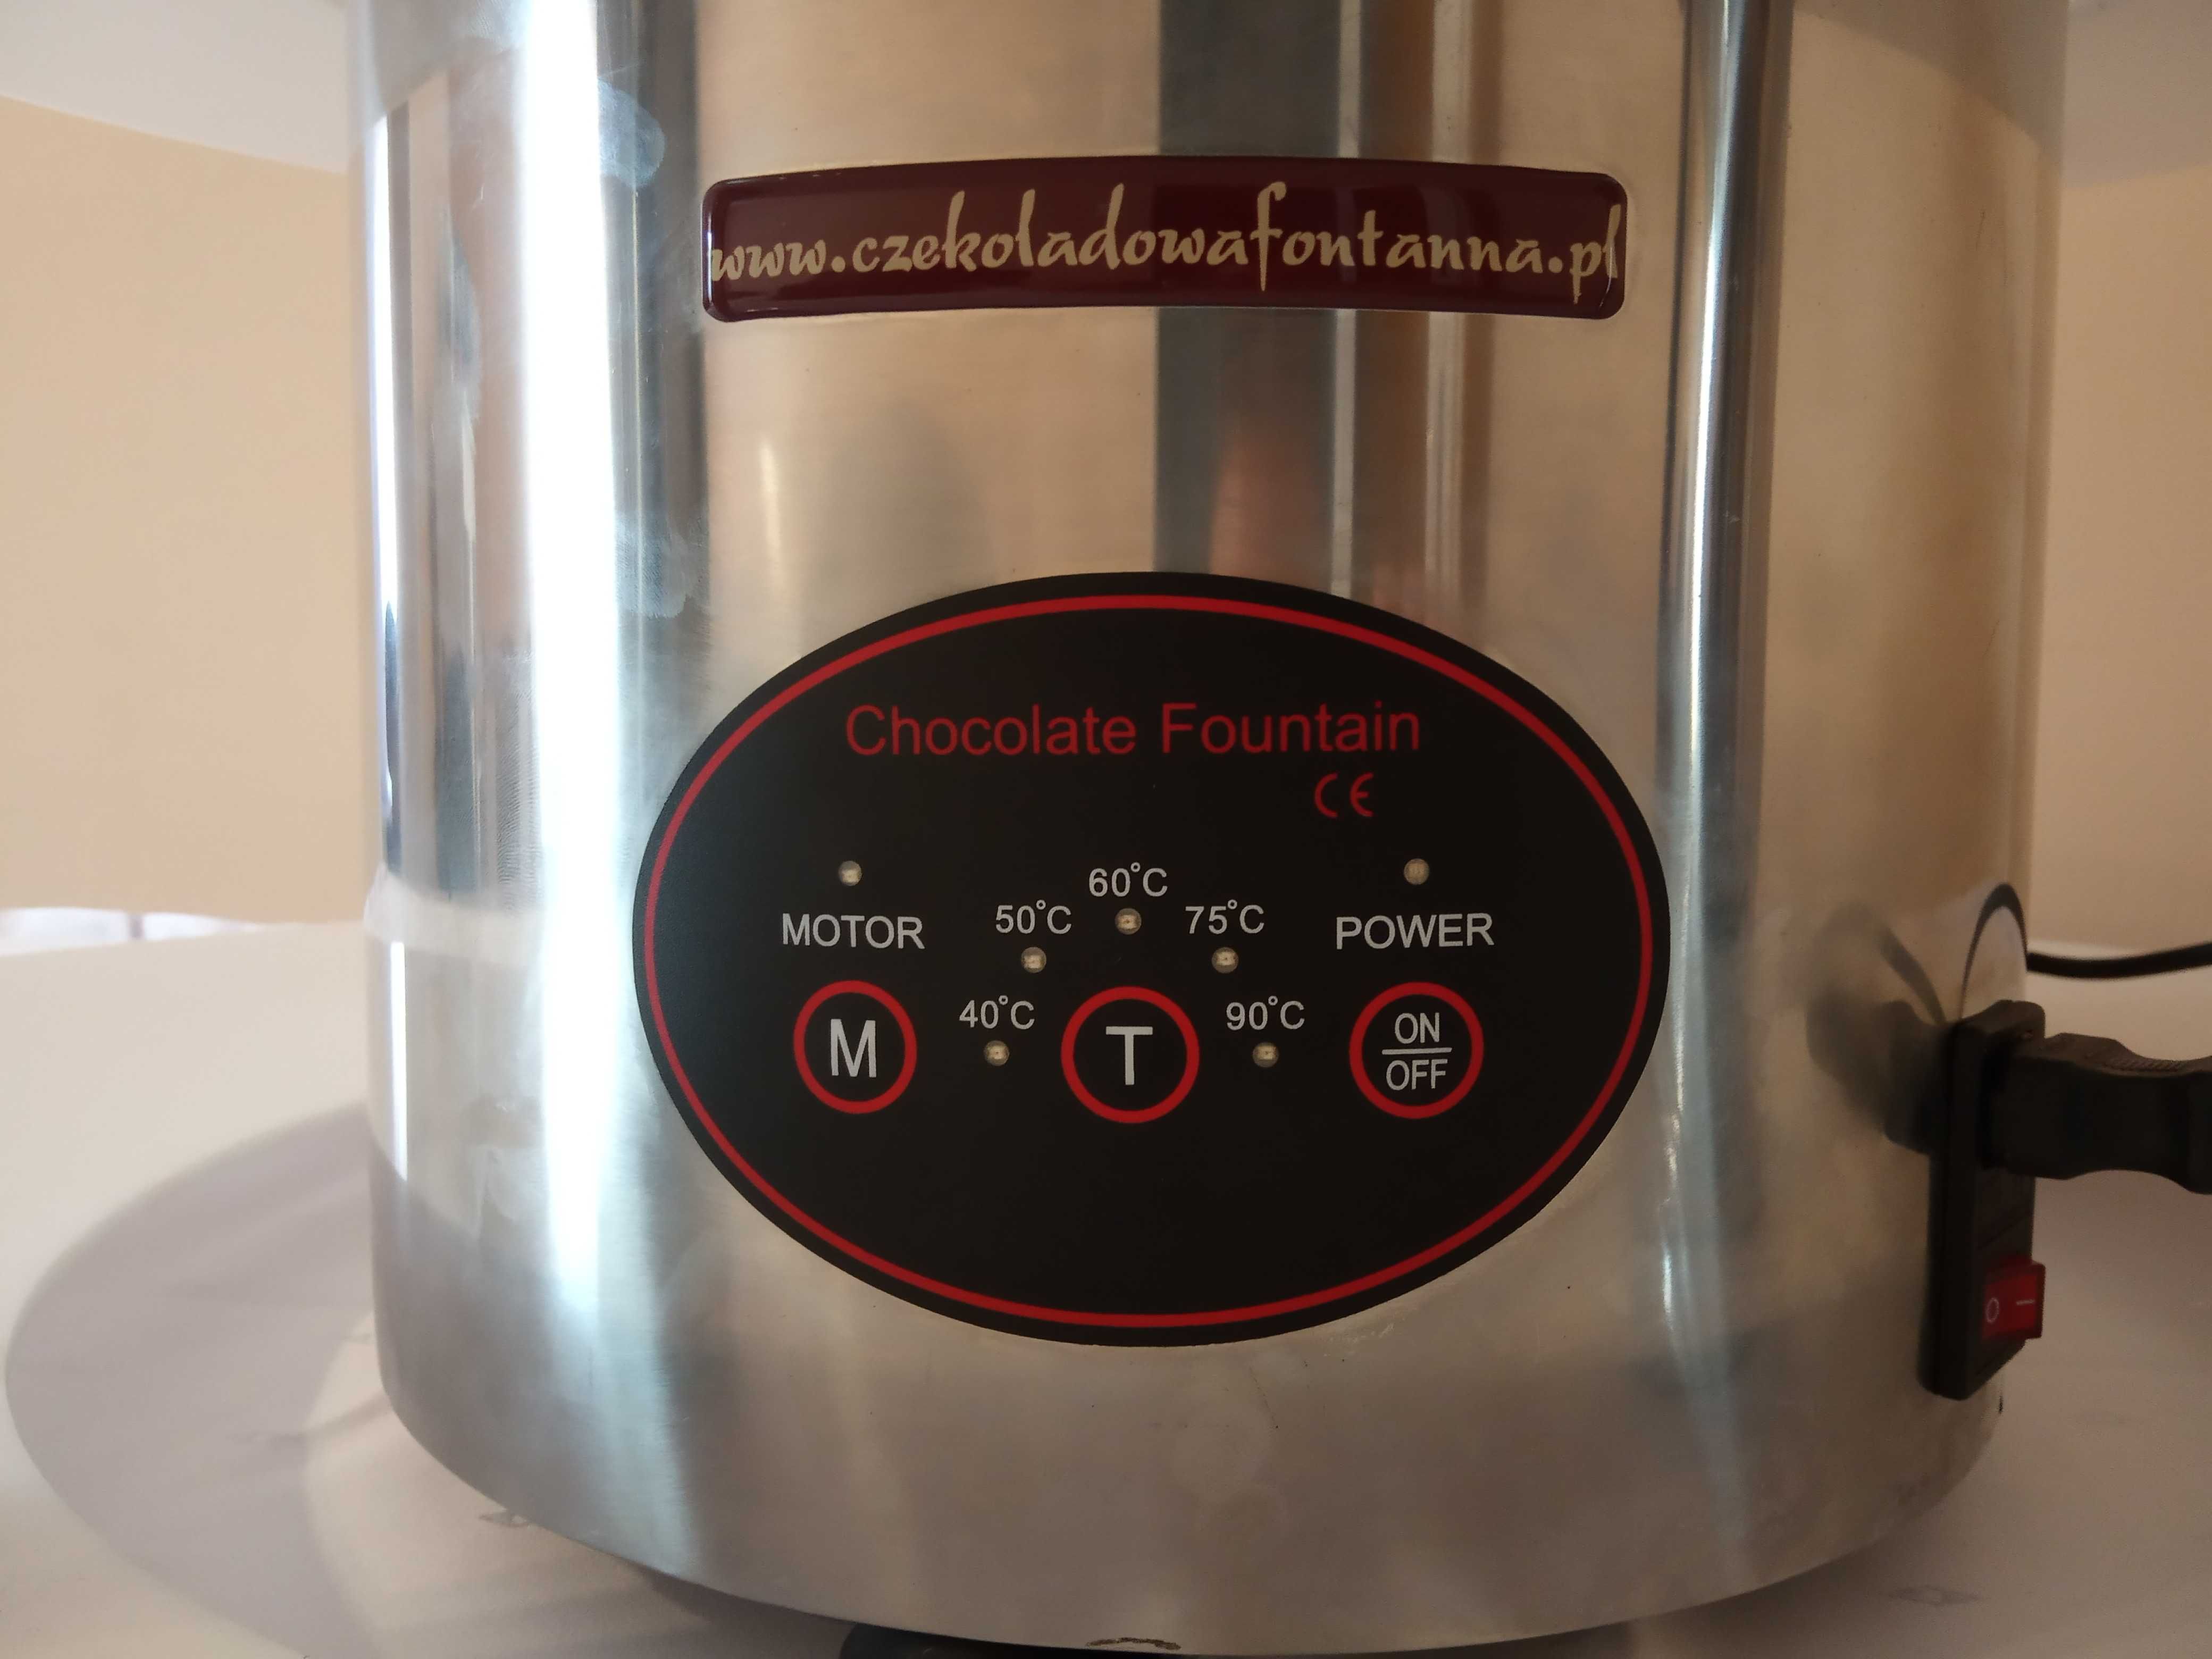 www.czekoladowafontanna.pl
Chocolate Fountain
CE
60°C
50°C 75°C
MOTOR POWER
40°C 90°C
M T ON
OFF